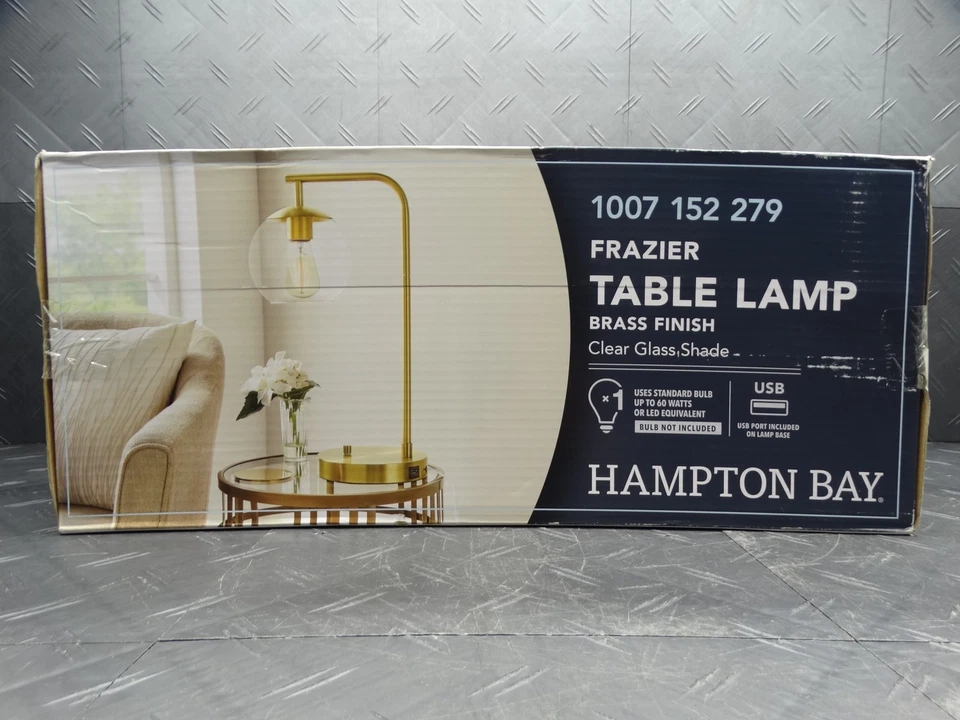 1007 152 279
FRAZIER
TABLE LAMP
BRASS FINISH
Clear Glass Shade
×1
USES STANDARD BULB
UP TO 60 WATTS
OR LED EQUIVALENT
BULB NOT INCLUDED
USB
USB PORT INCLUDED
ON LAMP BASE
HAMPTON BAY®